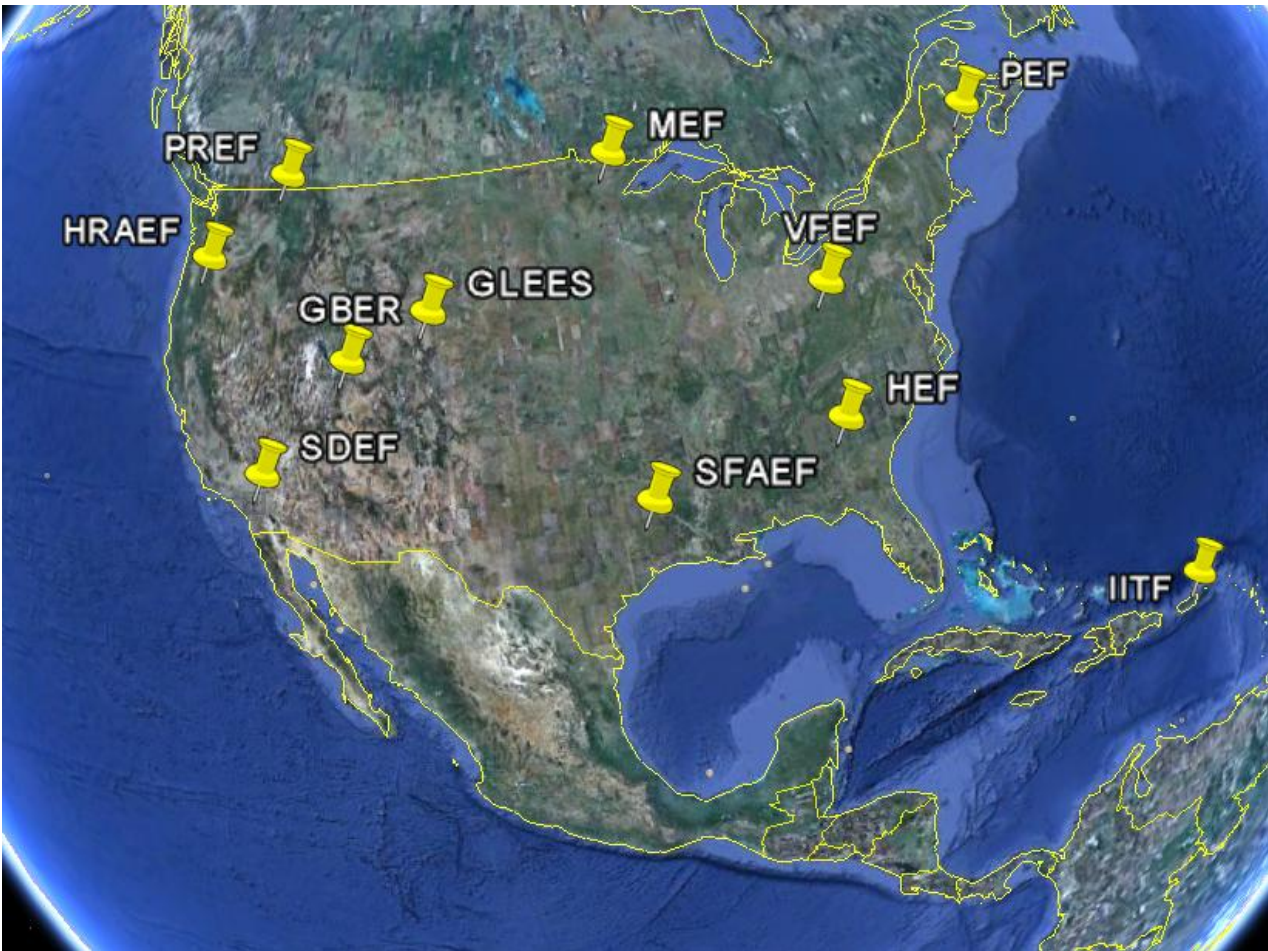 PEF
MEF
PREF
HRAEF
VFEF
GLEES
GBER
HEF
SDEF
SFAEF
IITF